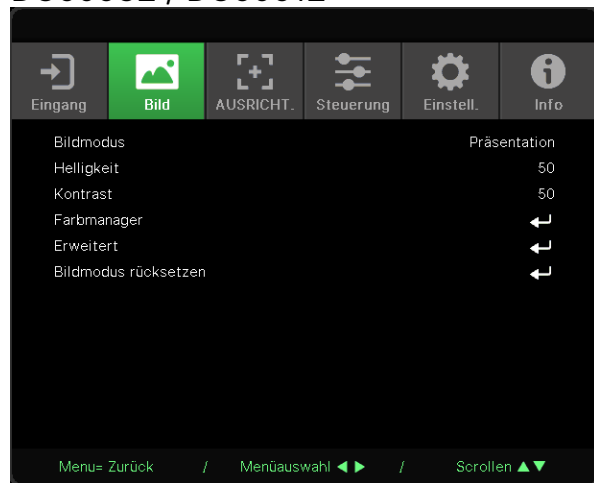 Eingang Bild AUSRICHT. Steuerung Einstell. Info
Bildmodus Präsentation
Helligkeit 50
Kontrast 50
Farbmanager
Erweitert
Bildmodus rücksetzen
Menu= Zurück / Menüauswahl ◀ ▶ / Scrollen ▲▼